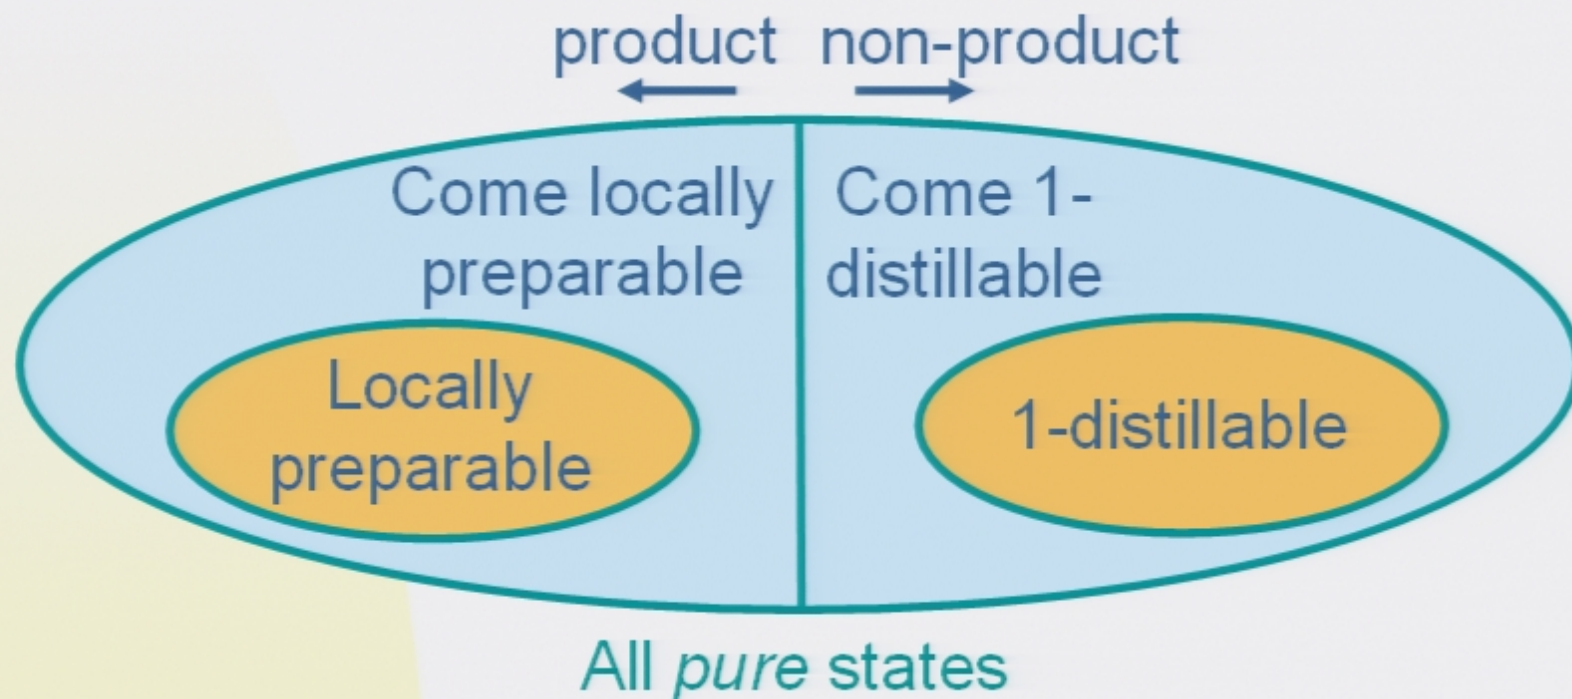 product non-product
Come locally
preparable
Come 1-
distillable
Locally
preparable
1-distillable
All pure states